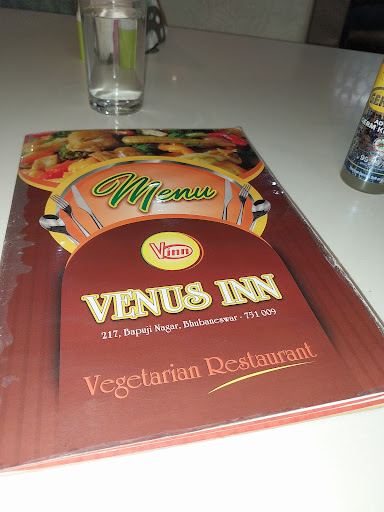 Menu
Vinn
VENUS INN
217, Bapuji Nagar, Bhubaneswar - 751 009
Vegetarian Restaurant